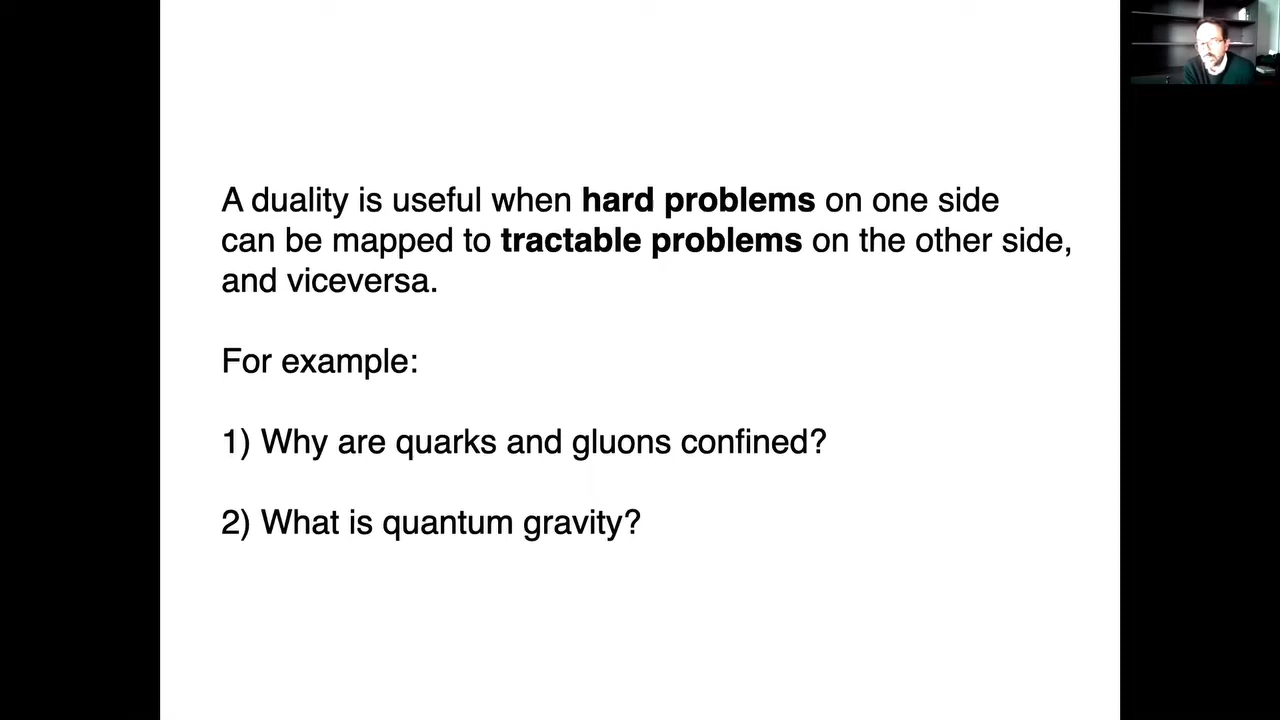 A duality is useful when hard problems on one side
can be mapped to tractable problems on the other side,
and viceversa.
For example:
1) Why are quarks and gluons confined?
2) What is quantum gravity?